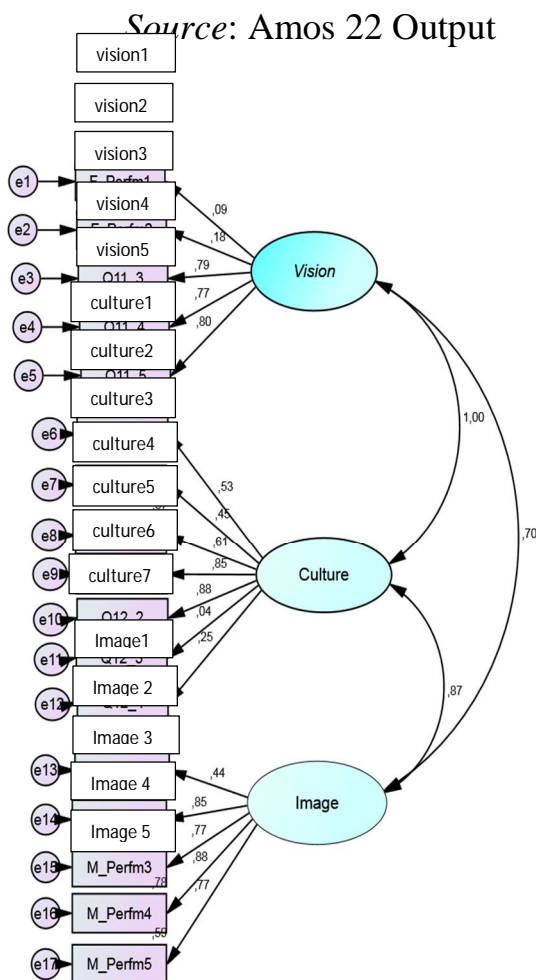 Source: Amos 22 Output
vision1
vision2
vision3
e1
,09
vision4
e2
,18
vision5
Vision
e3
,79
culture1
,77
e4
,80
culture2
e5
culture3
1,00
e6
culture4
e7
culture5
,53
,45
,70
e8
culture6
,61
e9
culture7
,85
Culture
,88
e10
,04
Image1
e11
,25
Image 2
e12
,87
Image 3
e13
Image 4
,44
e14
Image 5
,85
Image
,77
e15
M_Perfm3
,88
,78
,77
e16
M_Perfm4
,59
e17
M_Perfm5